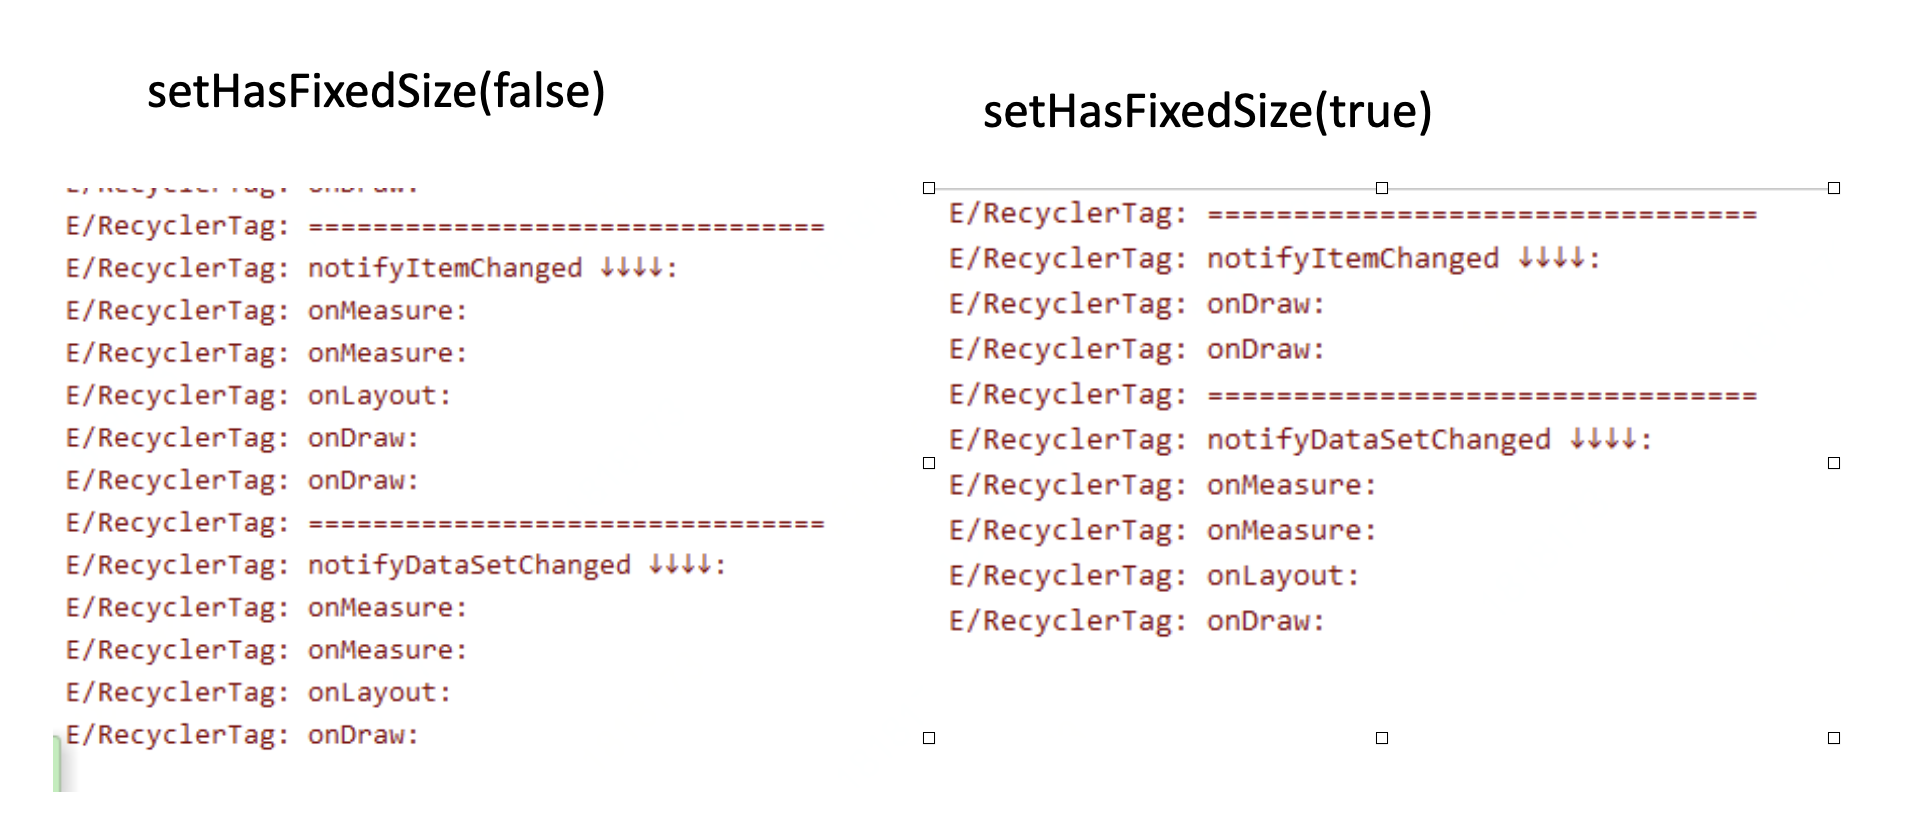 setHasFixedSize(false)
E/RecyclerTag: onDraw:
E/RecyclerTag: ================================
E/RecyclerTag: notifyItemChanged ↓↓↓↓:
E/RecyclerTag: onMeasure:
E/RecyclerTag: onMeasure:
E/RecyclerTag: onLayout:
E/RecyclerTag: onDraw:
E/RecyclerTag: onDraw:
E/RecyclerTag: ================================
E/RecyclerTag: notifyDataSetChanged ↓↓↓↓:
E/RecyclerTag: onMeasure:
E/RecyclerTag: onMeasure:
E/RecyclerTag: onLayout:
E/RecyclerTag: onDraw:
setHasFixedSize(true)
E/RecyclerTag: ================================
E/RecyclerTag: notifyItemChanged ↓↓↓↓:
E/RecyclerTag: onDraw:
E/RecyclerTag: onDraw:
E/RecyclerTag: ================================
E/RecyclerTag: notifyDataSetChanged ↓↓↓↓:
E/RecyclerTag: onMeasure:
E/RecyclerTag: onMeasure:
E/RecyclerTag: onLayout:
E/RecyclerTag: onDraw: